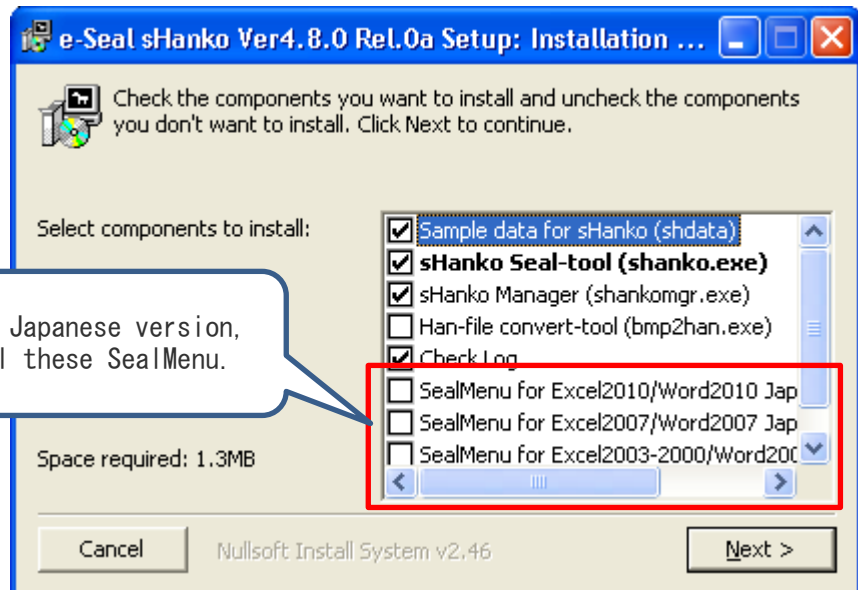 e-Seal sHanko Ver4.8.0 Rel.0a Setup: Installation ...
Check the components you want to install and uncheck the components
you don't want to install. Click Next to continue.
Select components to install:
Sample data for sHanko (shdata)
sHanko Seal-tool (shanko.exe)
sHanko Manager (shankomgr.exe)
Han-file convert-tool (bmp2han.exe)
Check Log
SealMenu for Excel2010/Word2010 Jap
SealMenu for Excel2007/Word2007 Jap
SealMenu for Excel2003-2000/Word200
Japanese version,
these SealMenu.
Space required: 1.3MB
Cancel
Nullsoft Install System v2.46
Next >